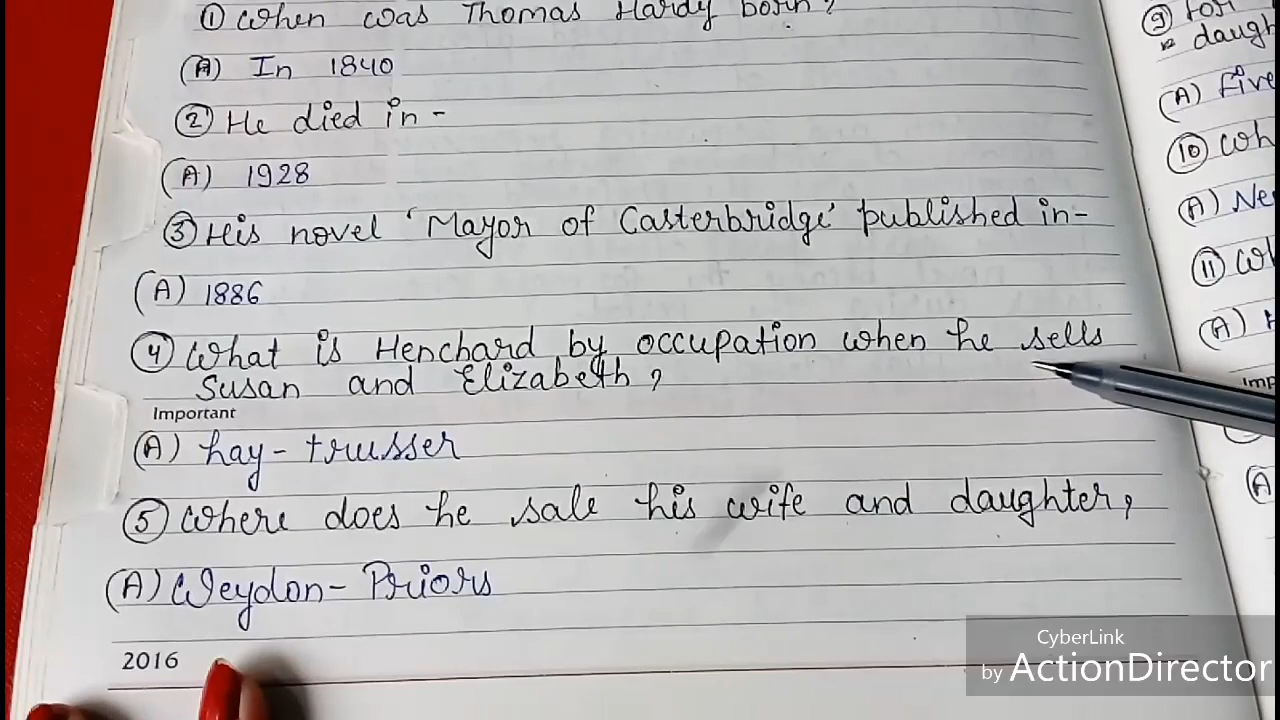 ① When was Thomas Hardy born?
(A) In 1840
② He died in -
(A) 1928
③ His novel 'Mayor of Casterbridge' published in -
(A) 1886
④ What is Henchard by occupation when he sells
Susan and Elizabeth?
Important
(A) hay - trusser
⑤ Where does he sale his wife and daughter,
(A) Weydon - Priors
2016
⑨
daugh
(A) Five
⑩ Wh
(A) Ne
⑪ Wh
(A) H
Imp
(A)
CyberLink
by ActionDirector